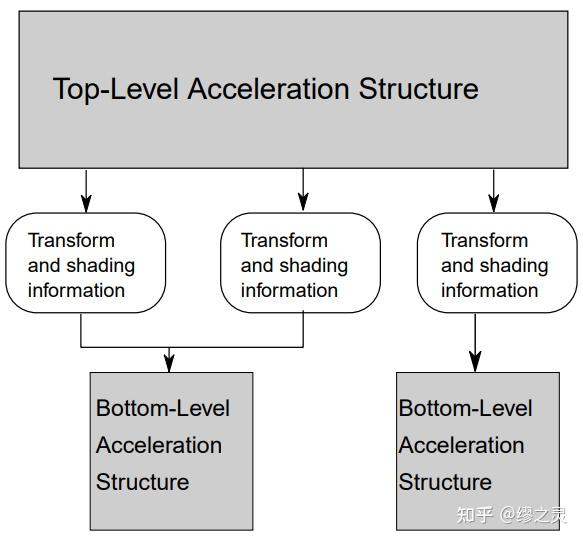 Top-Level Acceleration Structure
Transform
and shading
information
Transform
and shading
information
Transform
and shading
information
Bottom-Level
Acceleration
Structure
Bottom-Level
Acceleration
Structure
知乎 @缪之灵